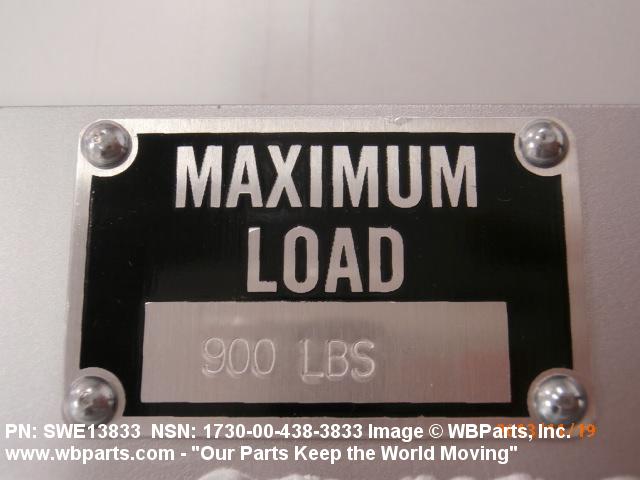 MAXIMUM
LOAD
900 LBS
PN: SWE13833 NSN: 1730-00-438-3833 Image © WBParts, Inc.
www.wbparts.com - "Our Parts Keep the World Moving"